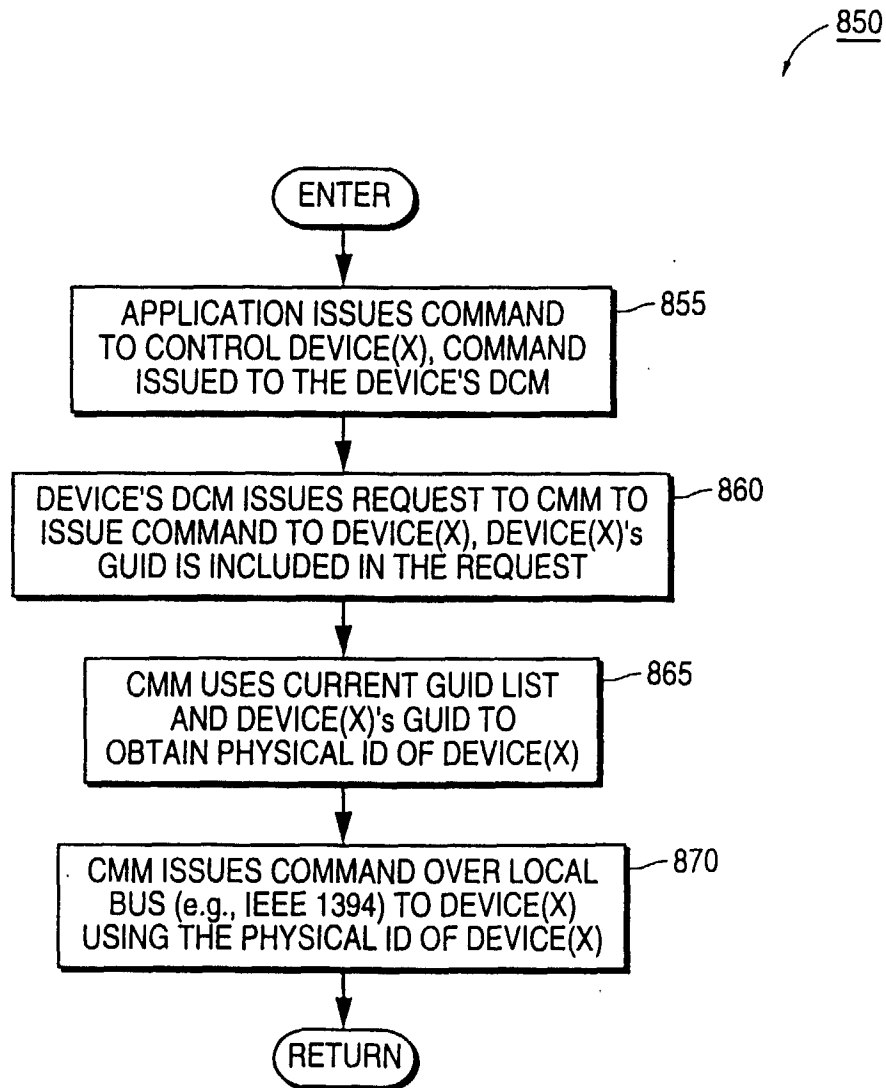 850
ENTER
APPLICATION ISSUES COMMAND
TO CONTROL DEVICE(X), COMMAND
ISSUED TO THE DEVICE'S DCM
855
DEVICE'S DCM ISSUES REQUEST TO CMM TO
ISSUE COMMAND TO DEVICE(X), DEVICE(X)'s
GUID IS INCLUDED IN THE REQUEST
860
CMM USES CURRENT GUID LIST
AND DEVICE(X)'s GUID TO
OBTAIN PHYSICAL ID OF DEVICE(X)
865
CMM ISSUES COMMAND OVER LOCAL
BUS (e.g., IEEE 1394) TO DEVICE(X)
USING THE PHYSICAL ID OF DEVICE(X)
870
RETURN